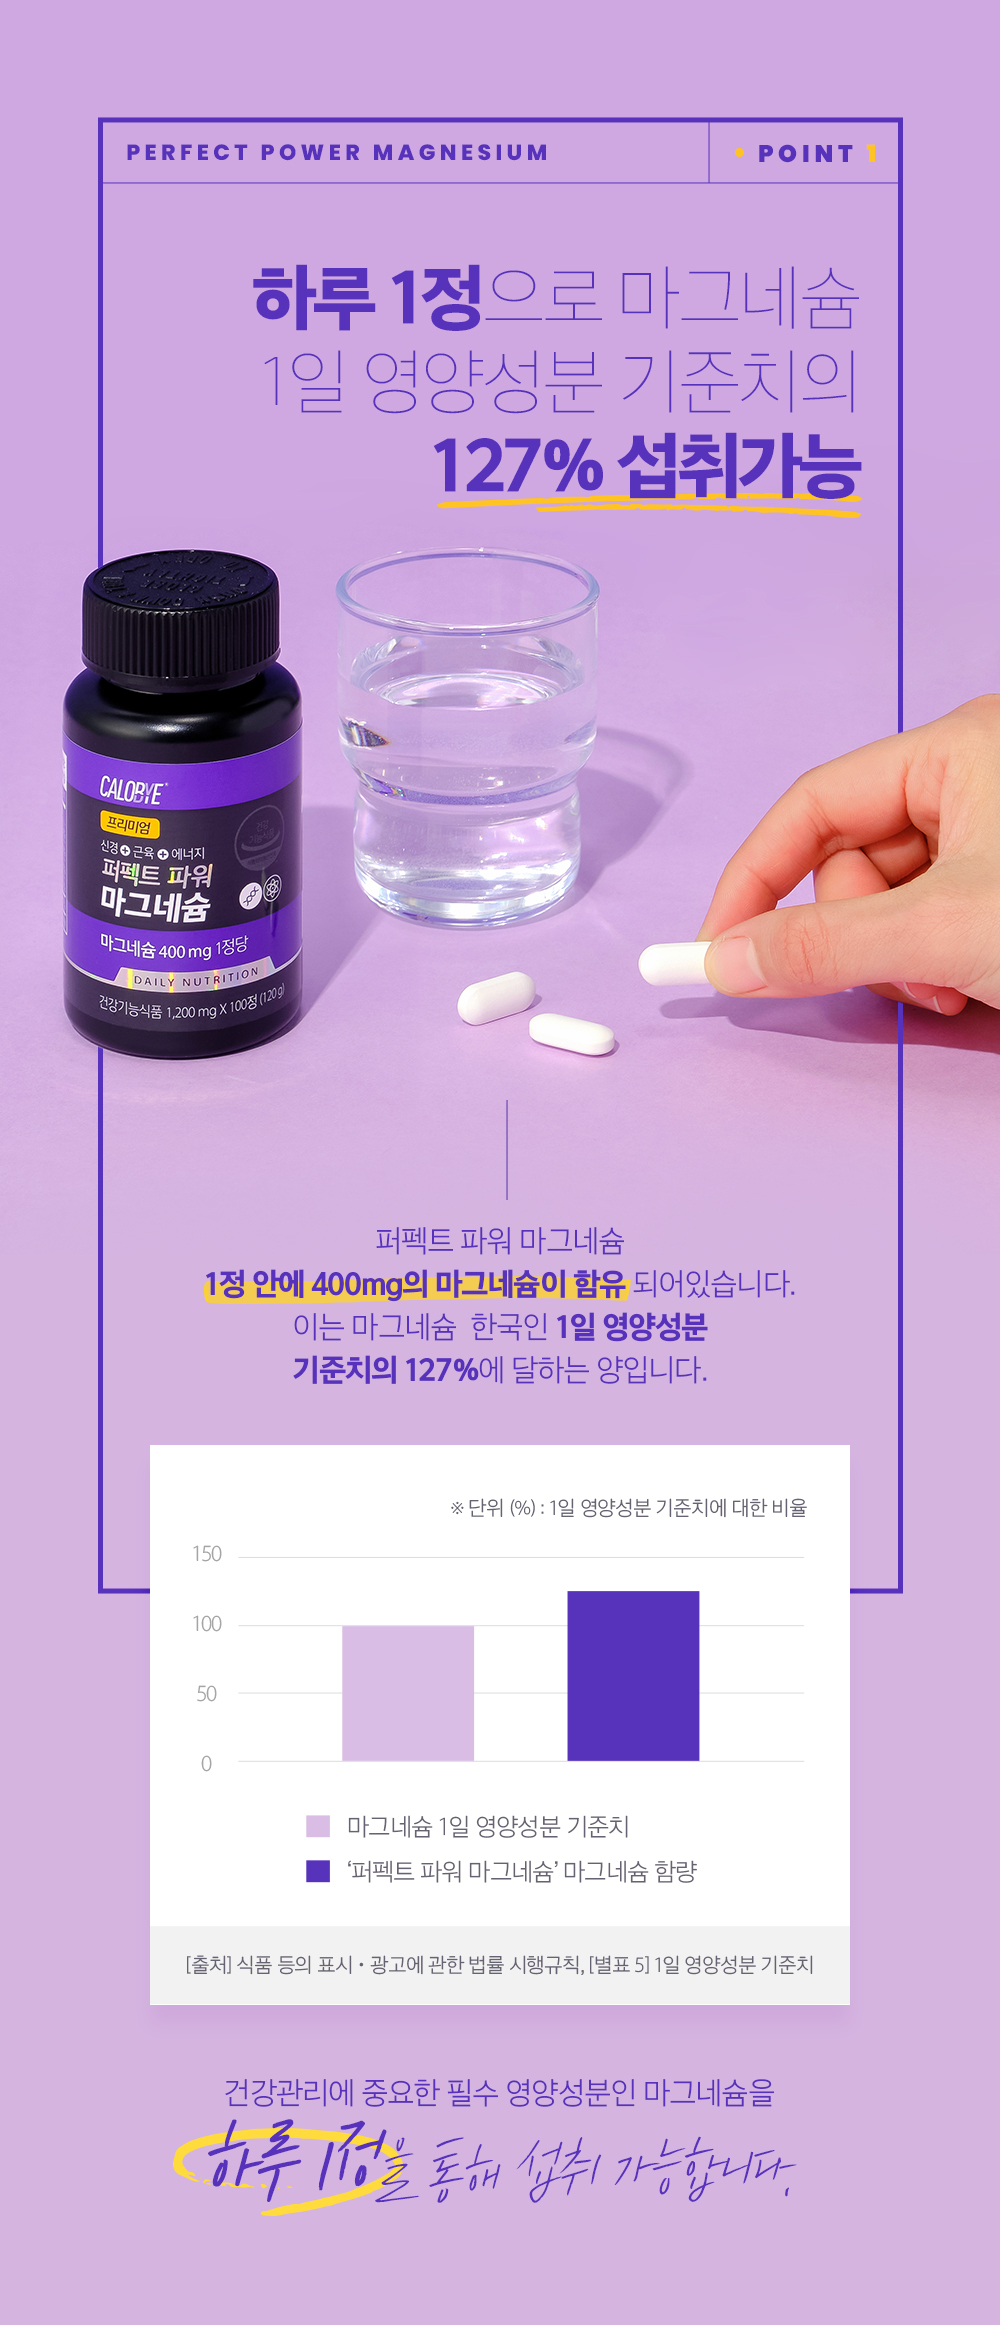 PERFECT POWER MAGNESIUM
• POINT 1
하루 1정으로 마그네슘
1일 영양성분 기준치의
127% 섭취가능
CALOBYE
프리미엄
신경+근육+에너지
퍼펙트 파워
마그네슘
마그네슘 400 mg 1정당
DAILY NUTRITION
건강기능식품 1,200 mg X 100정 (120 g)
퍼펙트 파워 마그네슘
1정 안에 400mg의 마그네슘이 함유 되어있습니다.
이는 마그네슘 한국인 1일 영양성분
기준치의 127%에 달하는 양입니다.
※ 단위 (%) : 1일 영양성분 기준치에 대한 비율
150
100
50
0
마그네슘 1일 영양성분 기준치
‘퍼펙트 파워 마그네슘’ 마그네슘 함량
[출처] 식품 등의 표시・광고에 관한 법률 시행규칙, [별표 5] 1일 영양성분 기준치
건강관리에 중요한 필수 영양성분인 마그네슘을
하루 1정을 통해 섭취 가능합니다.